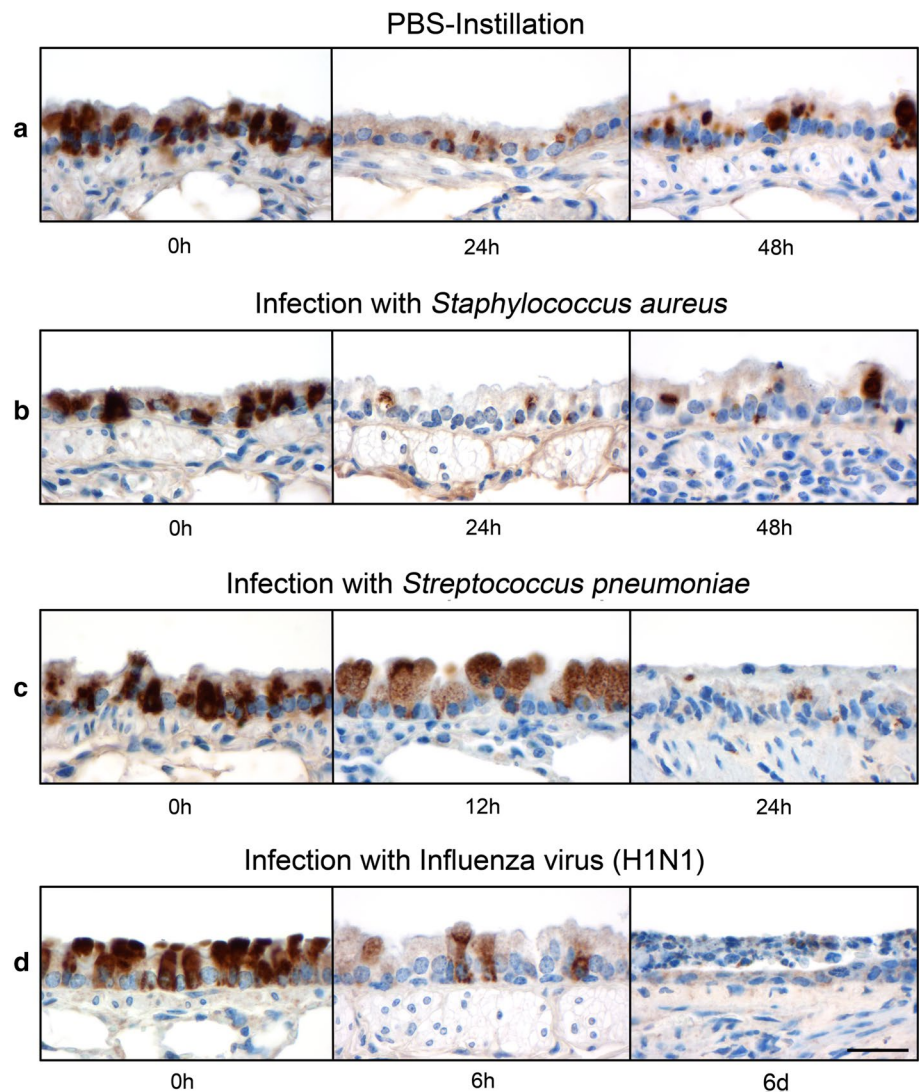 PBS-Instillation
a
0h 24h 48h
Infection with Staphylococcus aureus
b
0h 24h 48h
Infection with Streptococcus pneumoniae
c
0h 12h 24h
Infection with Influenza virus (H1N1)
d
0h 6h 6d